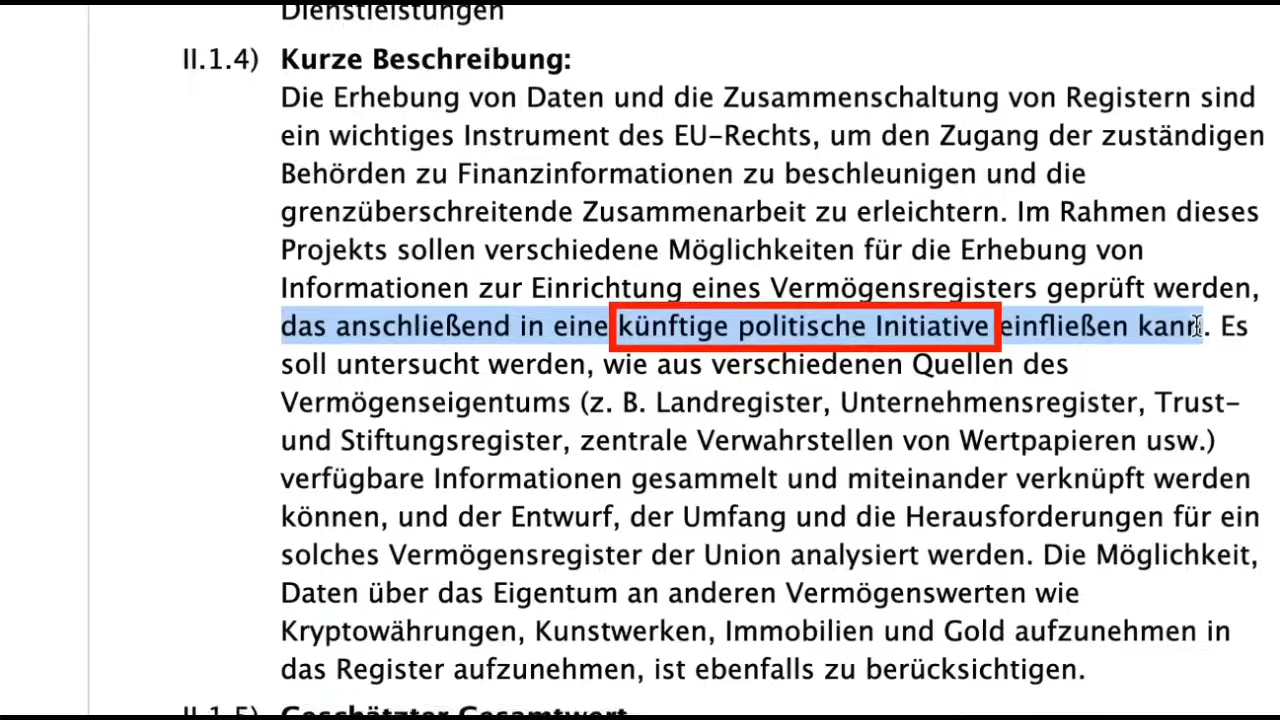 Dienstleistungen
II.1.4) Kurze Beschreibung:
Die Erhebung von Daten und die Zusammenschaltung von Registern sind
ein wichtiges Instrument des EU-Rechts, um den Zugang der zuständigen
Behörden zu Finanzinformationen zu beschleunigen und die
grenzüberschreitende Zusammenarbeit zu erleichtern. Im Rahmen dieses
Projekts sollen verschiedene Möglichkeiten für die Erhebung von
Informationen zur Einrichtung eines Vermögensregisters geprüft werden,
das anschließend in eine künftige politische Initiative einfließen kann. Es
soll untersucht werden, wie aus verschiedenen Quellen des
Vermögenseigentums (z. B. Landregister, Unternehmensregister, Trust-
und Stiftungsregister, zentrale Verwahrstellen von Wertpapieren usw.)
verfügbare Informationen gesammelt und miteinander verknüpft werden
können, und der Entwurf, der Umfang und die Herausforderungen für ein
solches Vermögensregister der Union analysiert werden. Die Möglichkeit,
Daten über das Eigentum an anderen Vermögenswerten wie
Kryptowährungen, Kunstwerken, Immobilien und Gold aufzunehmen in
das Register aufzunehmen, ist ebenfalls zu berücksichtigen.
II.1.5) Geschätzter Gesamtwert